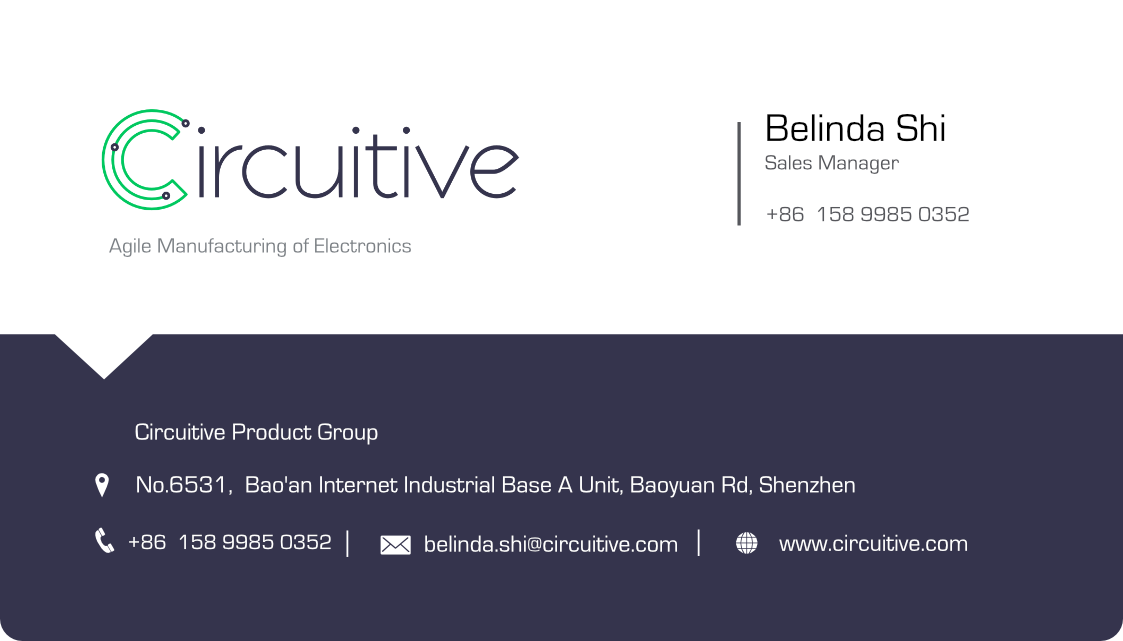 Circuitive
Agile Manufacturing of Electronics
Belinda Shi
Sales Manager
+86 158 9985 0352
Circuitive Product Group
No.6531, Bao'an Internet Industrial Base A Unit, Baoyuan Rd, Shenzhen
+86 158 9985 0352 | belinda.shi@circuitive.com | www.circuitive.com